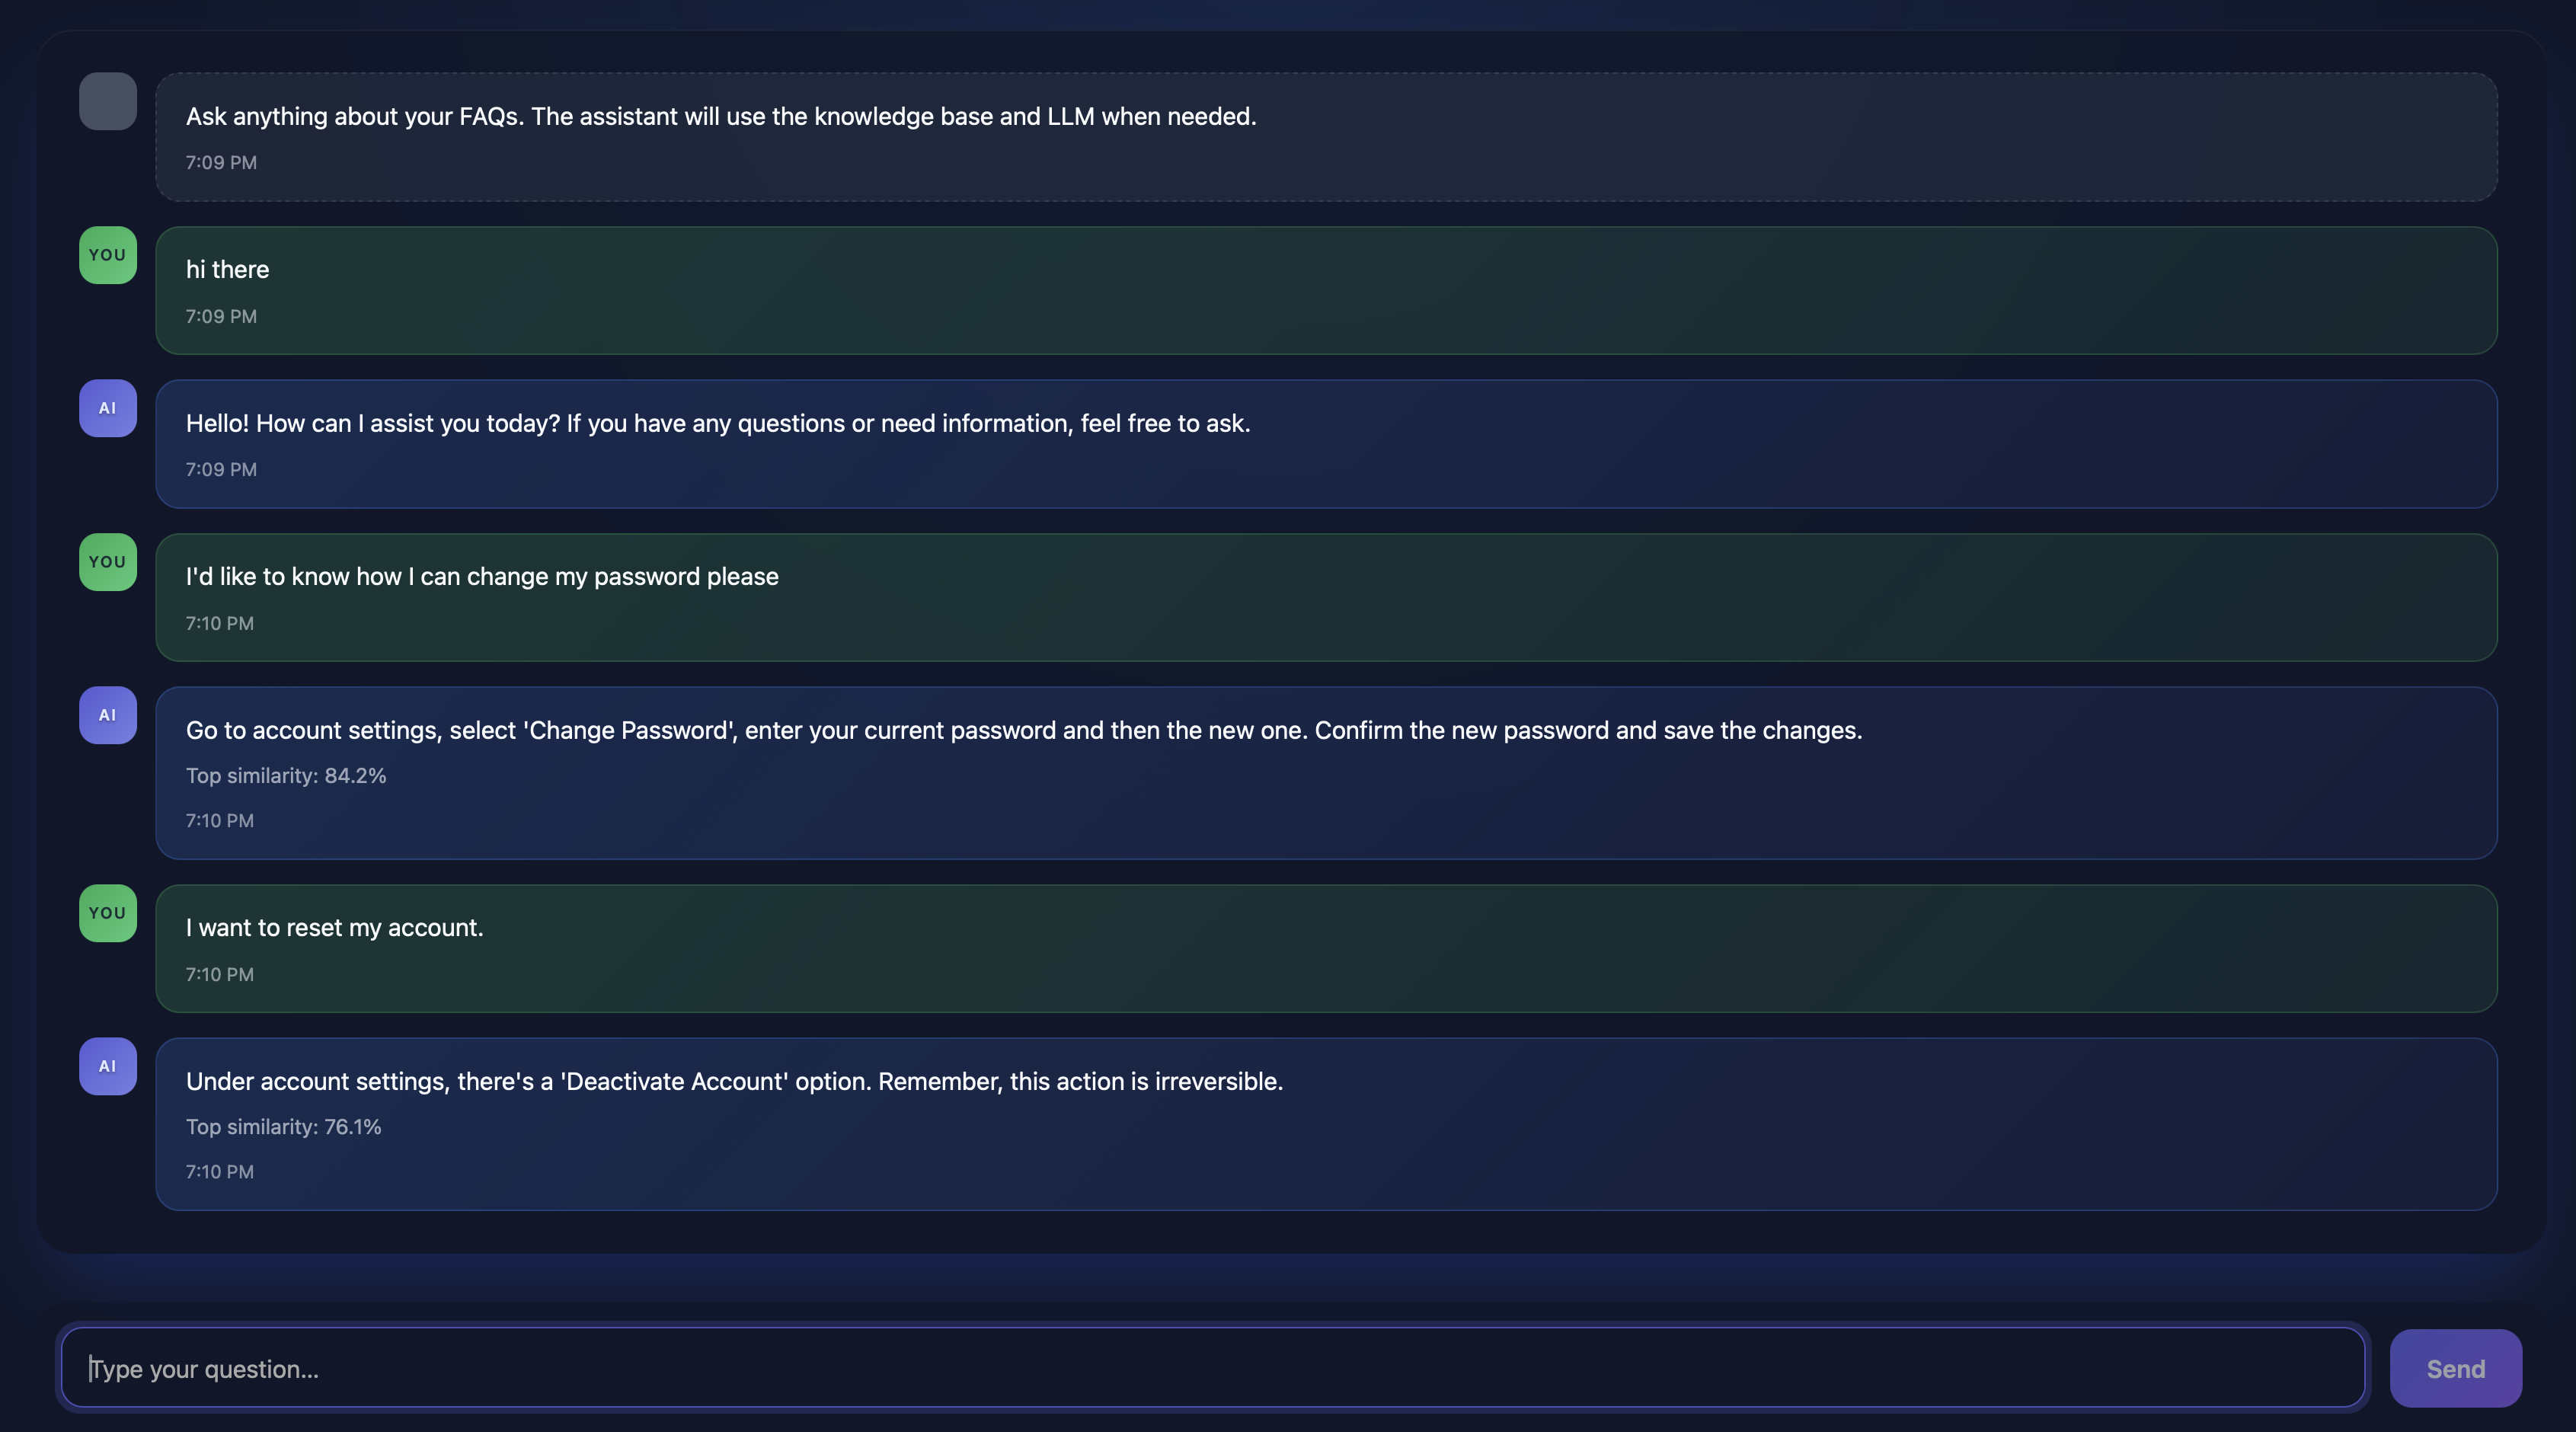 Ask anything about your FAQs. The assistant will use the knowledge base and LLM when needed.
7:09 PM
YOU
hi there
7:09 PM
AI
Hello! How can I assist you today? If you have any questions or need information, feel free to ask.
7:09 PM
YOU
I'd like to know how I can change my password please
7:10 PM
AI
Go to account settings, select 'Change Password', enter your current password and then the new one. Confirm the new password and save the changes.
Top similarity: 84.2%
7:10 PM
YOU
I want to reset my account.
7:10 PM
AI
Under account settings, there's a 'Deactivate Account' option. Remember, this action is irreversible.
Top similarity: 76.1%
7:10 PM
Type your question...
Send